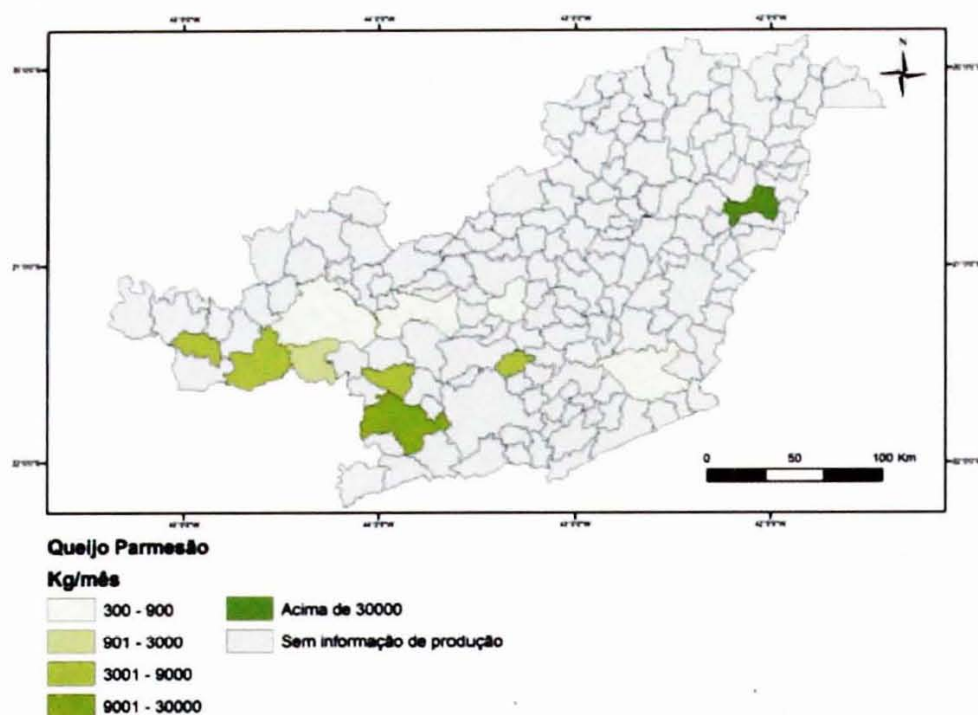 N
0 50 100 Km
Queijo Parmesão
Kg/mês
300 - 900
901 - 3000
3001 - 9000
9001 - 30000
Acima de 30000
Sem informação de produção